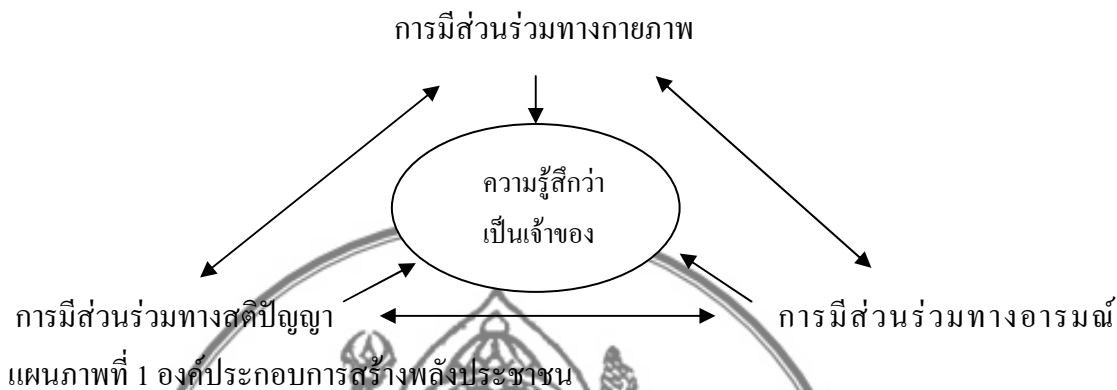 การมีส่วนร่วมทางกายภาพ
ความรู้สึกว่า
เป็นเจ้าของ
การมีส่วนร่วมทางสติปัญญา การมีส่วนร่วมทางอารมณ์
แผนภาพที่ 1 องค์ประกอบการสร้างพลังประชาชน